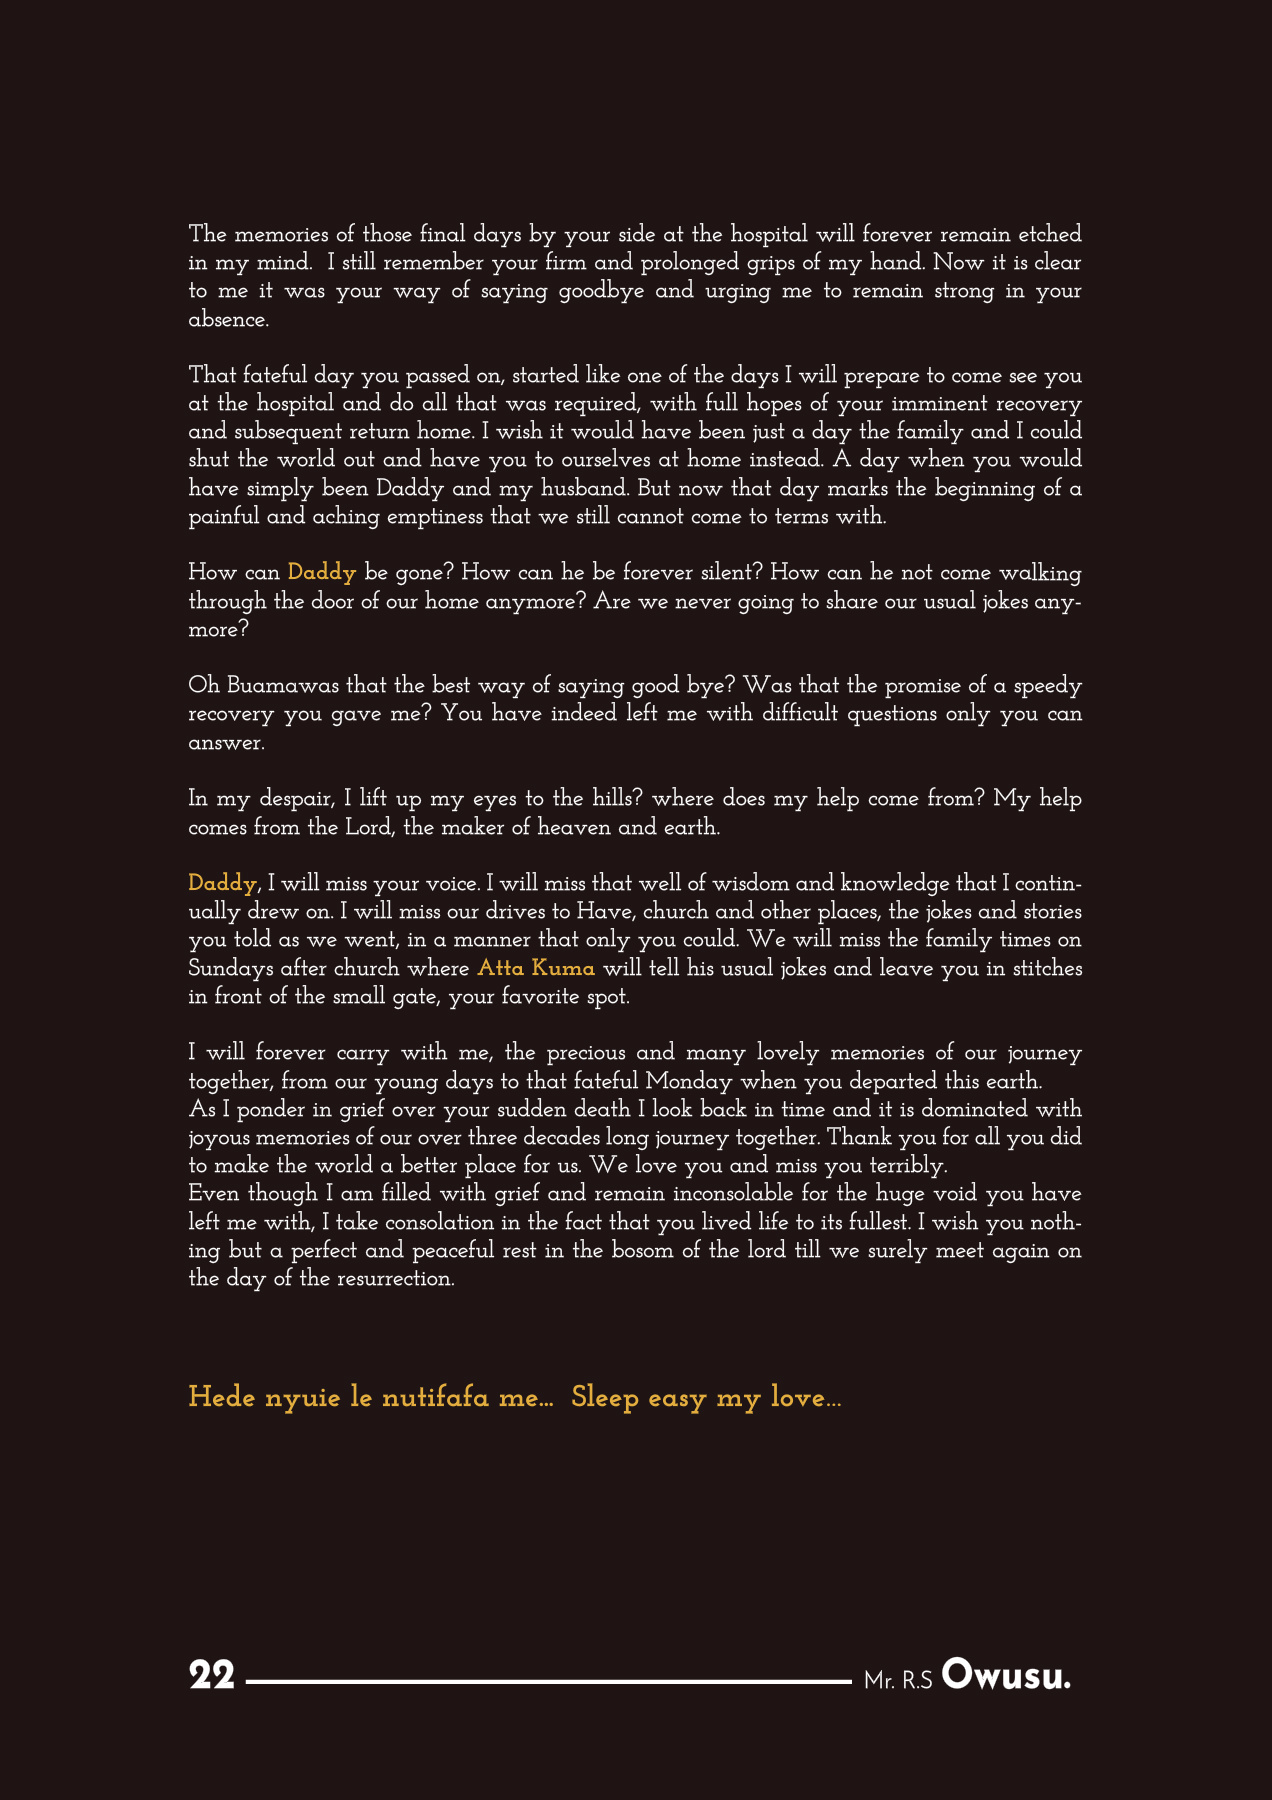 The memories of those final days by your side at the hospital will forever remain etched
in my mind.  I still remember your firm and prolonged grips of my hand. Now it is clear
to me it was your way of saying goodbye and urging me to remain strong in your
absence.
That fateful day you passed on, started like one of the days I will prepare to come see you
at the hospital and do all that was required, with full hopes of your imminent recovery
and subsequent return home. I wish it would have been just a day the family and I could
shut the world out and have you to ourselves at home instead. A day when you would
have simply been Daddy and my husband. But now that day marks the beginning of a
painful and aching emptiness that we still cannot come to terms with.
How can Daddy be gone? How can he be forever silent? How can he not come walking
through the door of our home anymore? Are we never going to share our usual jokes any-
more?
Oh Buamawas that the best way of saying good bye? Was that the promise of a speedy
recovery you gave me? You have indeed left me with difficult questions only you can
answer.
In my despair, I lift up my eyes to the hills? where does my help come from? My help
comes from the Lord, the maker of heaven and earth.
Daddy, I will miss your voice. I will miss that well of wisdom and knowledge that I contin-
ually drew on. I will miss our drives to Have, church and other places, the jokes and stories
you told as we went, in a manner that only you could. We will miss the family times on
Sundays after church where Atta Kuma will tell his usual jokes and leave you in stitches
in front of the small gate, your favorite spot.
I will forever carry with me, the precious and many lovely memories of our journey
together, from our young days to that fateful Monday when you departed this earth.
As I ponder in grief over your sudden death I look back in time and it is dominated with
joyous memories of our over three decades long journey together. Thank you for all you did
to make the world a better place for us. We love you and miss you terribly.
Even though I am filled with grief and remain inconsolable for the huge void you have
left me with, I take consolation in the fact that you lived life to its fullest. I wish you noth-
ing but a perfect and peaceful rest in the bosom of the lord till we surely meet again on
the day of the resurrection.
Hede nyuie le nutifafa me...  Sleep easy my love...
22 Mr. R.S Owusu.